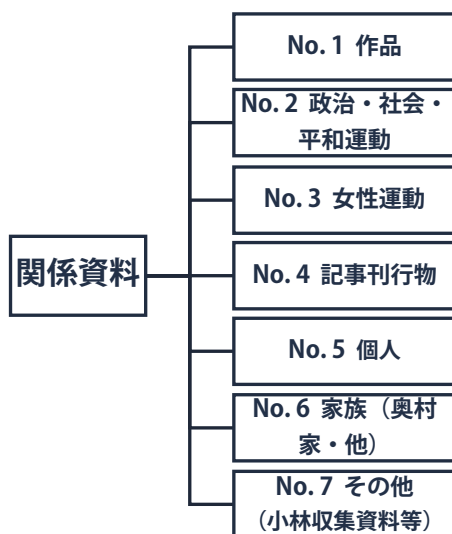 関係資料
No. 1 作品
No. 2 政治・社会・
平和運動
No. 3 女性運動
No. 4 記事刊行物
No. 5 個人
No. 6 家族（奥村
家・他）
No. 7 その他
（小林収集資料等）